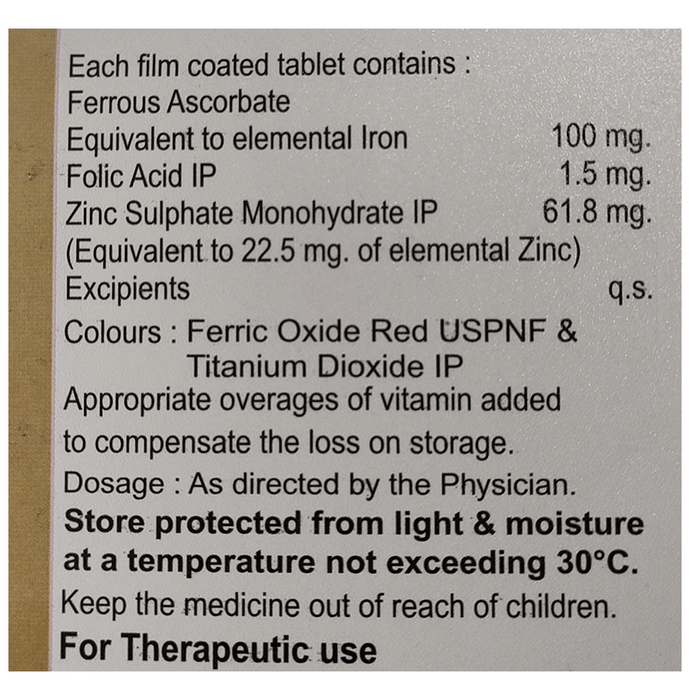 Each film coated tablet contains :
Ferrous Ascorbate
Equivalent to elemental Iron 100 mg.
Folic Acid IP 1.5 mg.
Zinc Sulphate Monohydrate IP 61.8 mg.
(Equivalent to 22.5 mg. of elemental Zinc)
Excipients q.s.
Colours : Ferric Oxide Red USPNF &
Titanium Dioxide IP
Appropriate overages of vitamin added
to compensate the loss on storage.
Dosage : As directed by the Physician.
Store protected from light & moisture
at a temperature not exceeding 30°C.
Keep the medicine out of reach of children.
For Therapeutic use